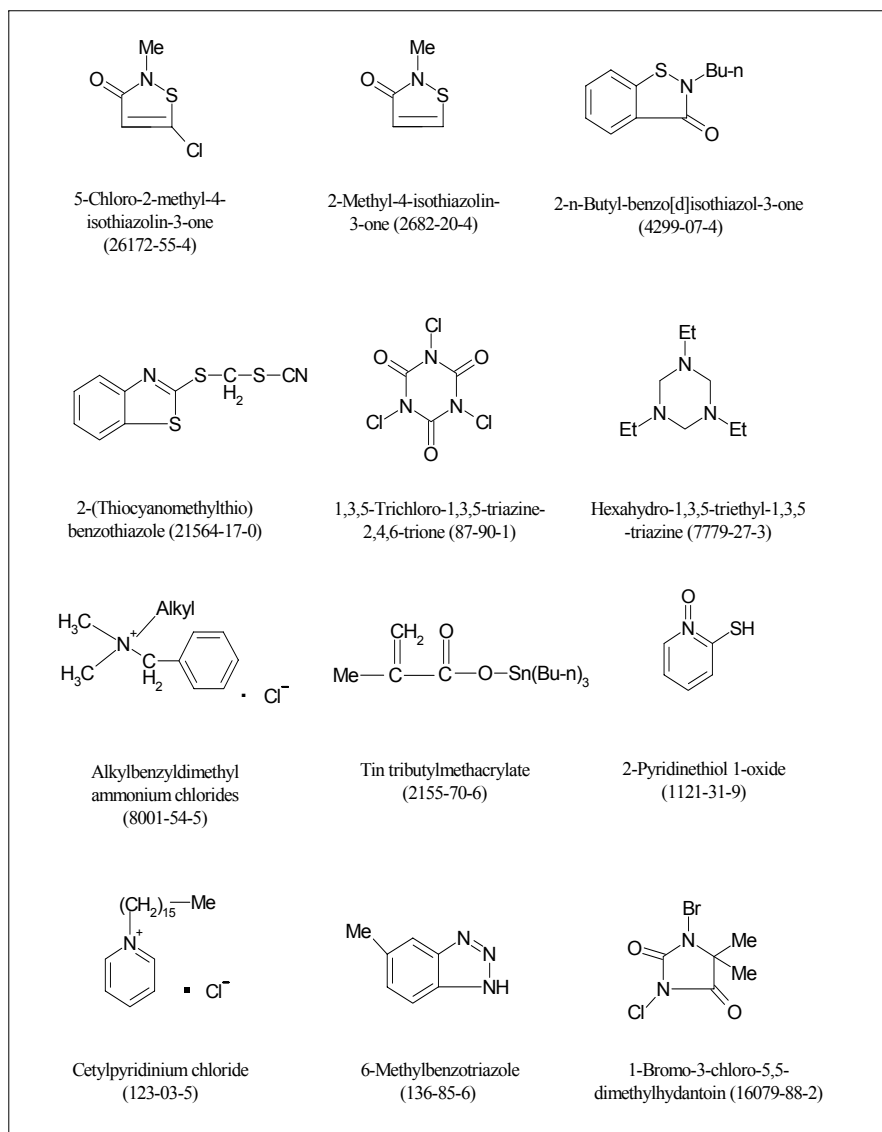 Me
O
N
S
Cl
5-Chloro-2-methyl-4-
isothiazolin-3-one
(26172-55-4)
Me
O
N
S
2-Methyl-4-isothiazolin-
3-one (2682-20-4)
S
N
Bu-n
O
2-n-Butyl-benzo[d]isothiazol-3-one
(4299-07-4)
N
S
S
C
H2
S
CN
2-(Thiocyanomethylthio)
benzothiazole (21564-17-0)
Cl
O
N
O
Cl
N
N
Cl
O
1,3,5-Trichloro-1,3,5-triazine-
2,4,6-trione (87-90-1)
Et
N
Et
N
N
Et
Hexahydro-1,3,5-triethyl-1,3,5
-triazine (7779-27-3)
Alkyl
H3C
N+
H3C
C
H2
· Cl−
Alkylbenzyldimethyl
ammonium chlorides
(8001-54-5)
CH2
O
Me
C
C
O
Sn(Bu-n)3
Tin tributylmethacrylate
(2155-70-6)
O
N
SH
2-Pyridinethiol 1-oxide
(1121-31-9)
(CH2)15—Me
N+
· Cl−
Cetylpyridinium chloride
(123-03-5)
Me
N
N
NH
6-Methylbenzotriazole
(136-85-6)
Br
O
N
Me
Me
N
Cl
O
1-Bromo-3-chloro-5,5-
dimethylhydantoin (16079-88-2)